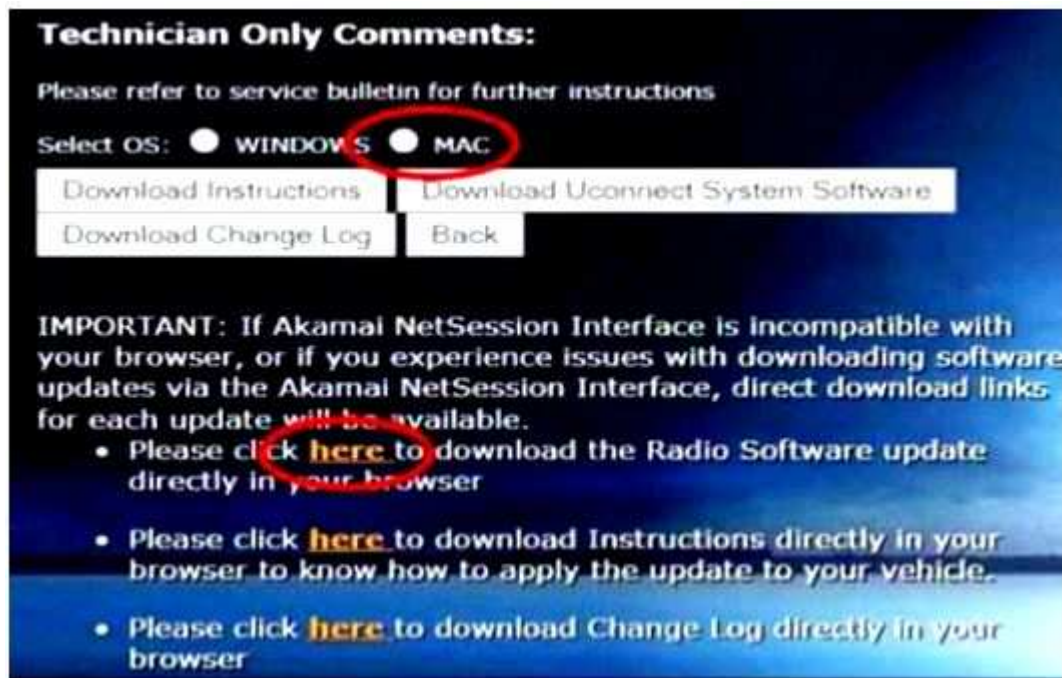 Technician Only Comments:
Please refer to service bulletin for further instructions
Select OS: WINDOWS MAC
Download Instructions Download Uconnect System Software
Download Change Log Back
IMPORTANT: If Akamai NetSession Interface is incompatible with
your browser, or if you experience issues with downloading software
updates via the Akamai NetSession Interface, direct download links
for each update will be available.
• Please click here to download the Radio Software update
directly in your browser
• Please click here to download Instructions directly in your
browser to know how to apply the update to your vehicle.
• Please click here to download Change Log directly in your
browser